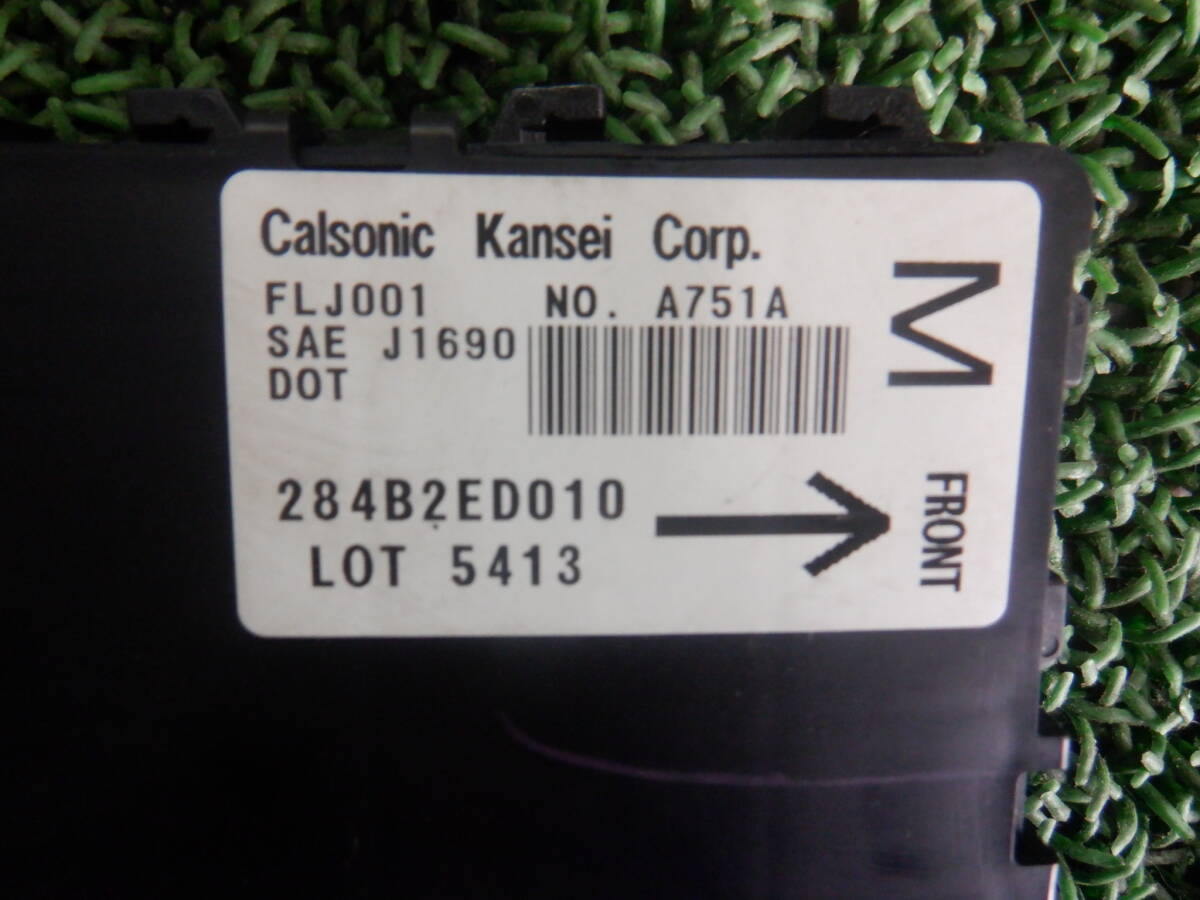 Calsonic Kansei Corp.
FLJ001 NO. A751A
SAE J1690
DOT
M
284B2ED010
LOT 5413
FRONT